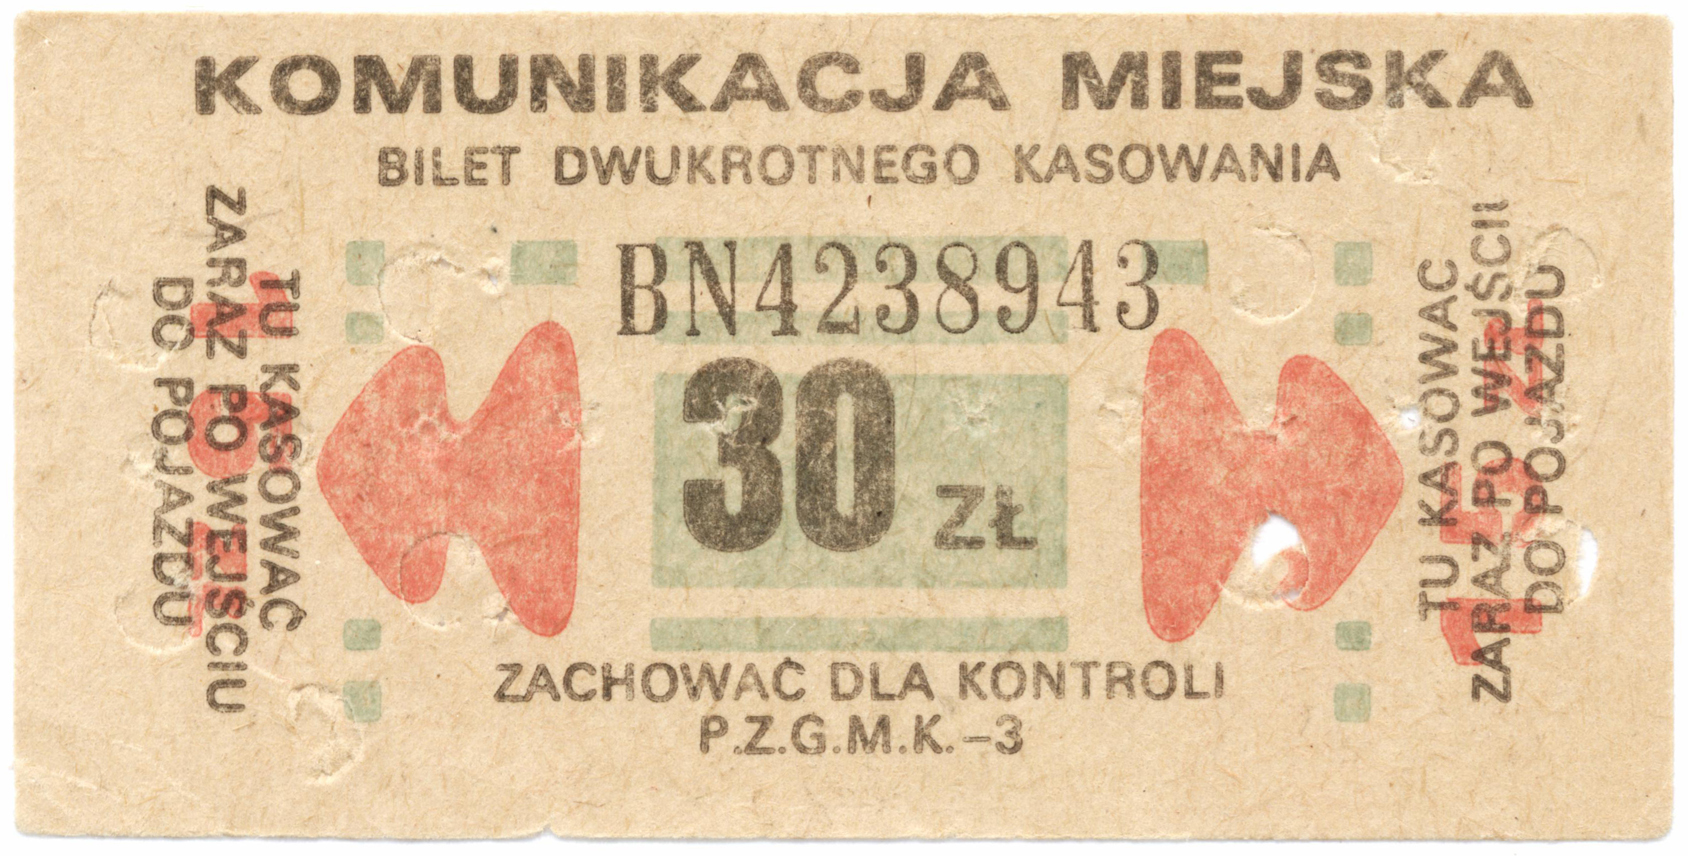 KOMUNIKACJA MIEJSKA
BILET DWUKROTNEGO KASOWANIA
TU KASOWAĆ
ZARAZ PO WEJŚCIU
DO POJAZDU
BN4238943
30 ZŁ
ZACHOWAĆ DLA KONTROLI
P.Z.G.M.K.–3
TU KASOWAĆ
ZARAZ PO WEJŚCIU
DO POJAZDU